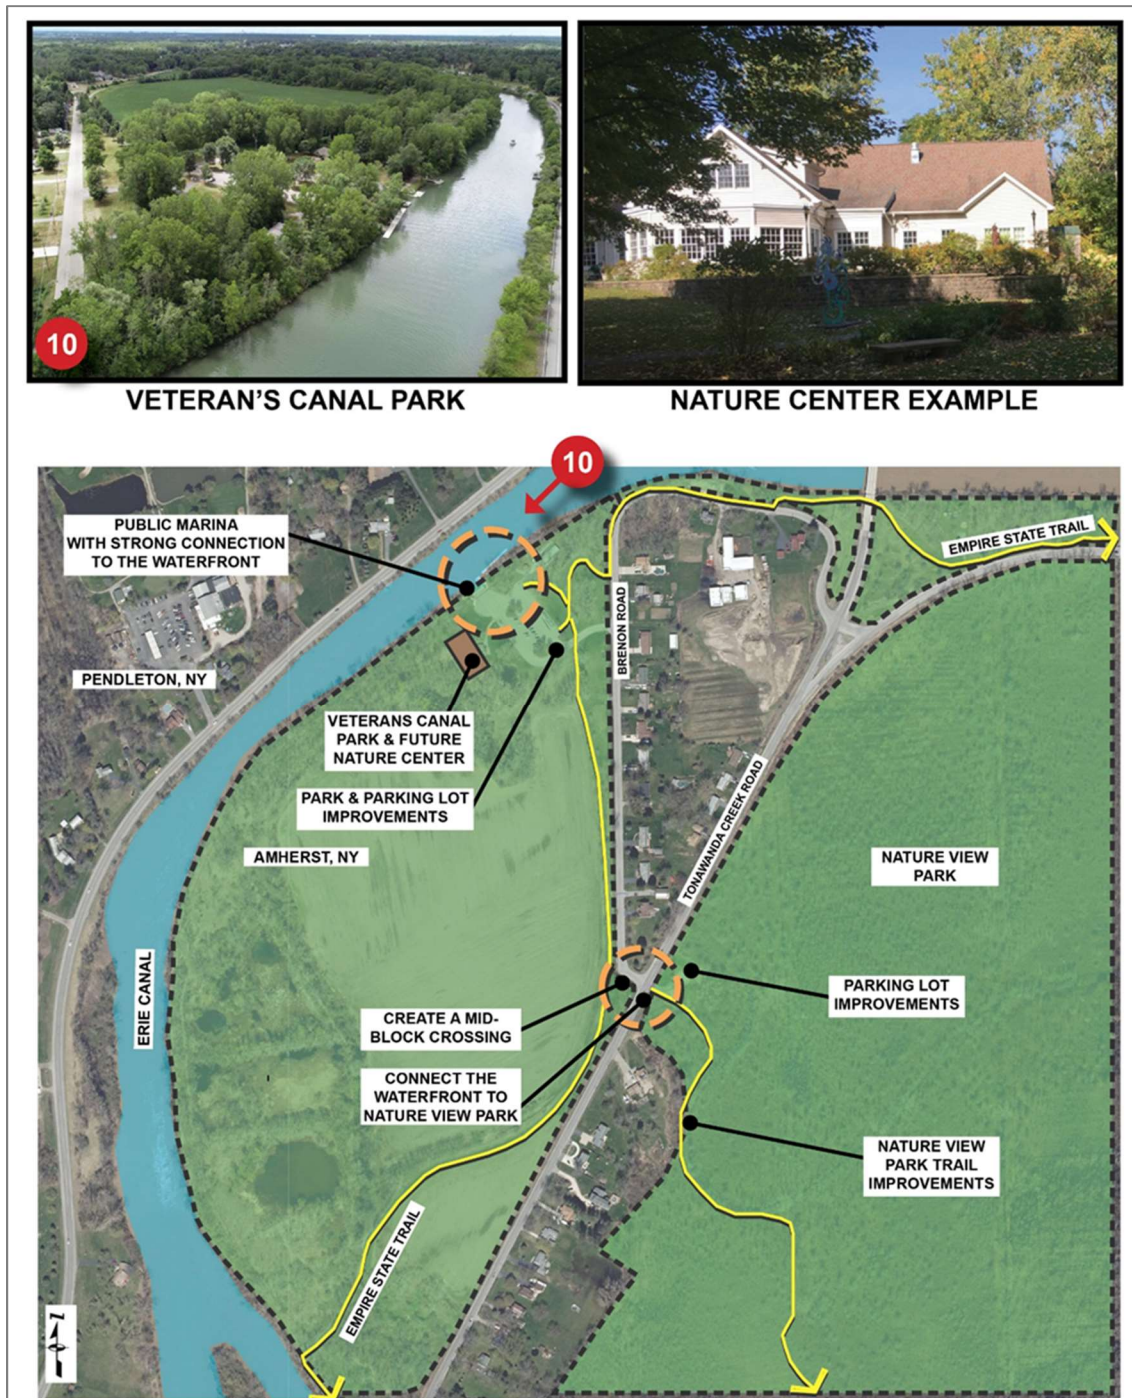 10
VETERAN'S CANAL PARK
NATURE CENTER EXAMPLE
10
PUBLIC MARINA
WITH STRONG CONNECTION
TO THE WATERFRONT
EMPIRE STATE TRAIL
BRENON ROAD
PENDLETON, NY
VETERANS CANAL
PARK & FUTURE
NATURE CENTER
PARK & PARKING LOT
IMPROVEMENTS
TONAWANDA CREEK ROAD
AMHERST, NY
NATURE VIEW
PARK
ERIE CANAL
PARKING LOT
IMPROVEMENTS
CREATE A MID-
BLOCK CROSSING
CONNECT THE
WATERFRONT TO
NATURE VIEW PARK
NATURE VIEW
PARK TRAIL
IMPROVEMENTS
EMPIRE STATE TRAIL